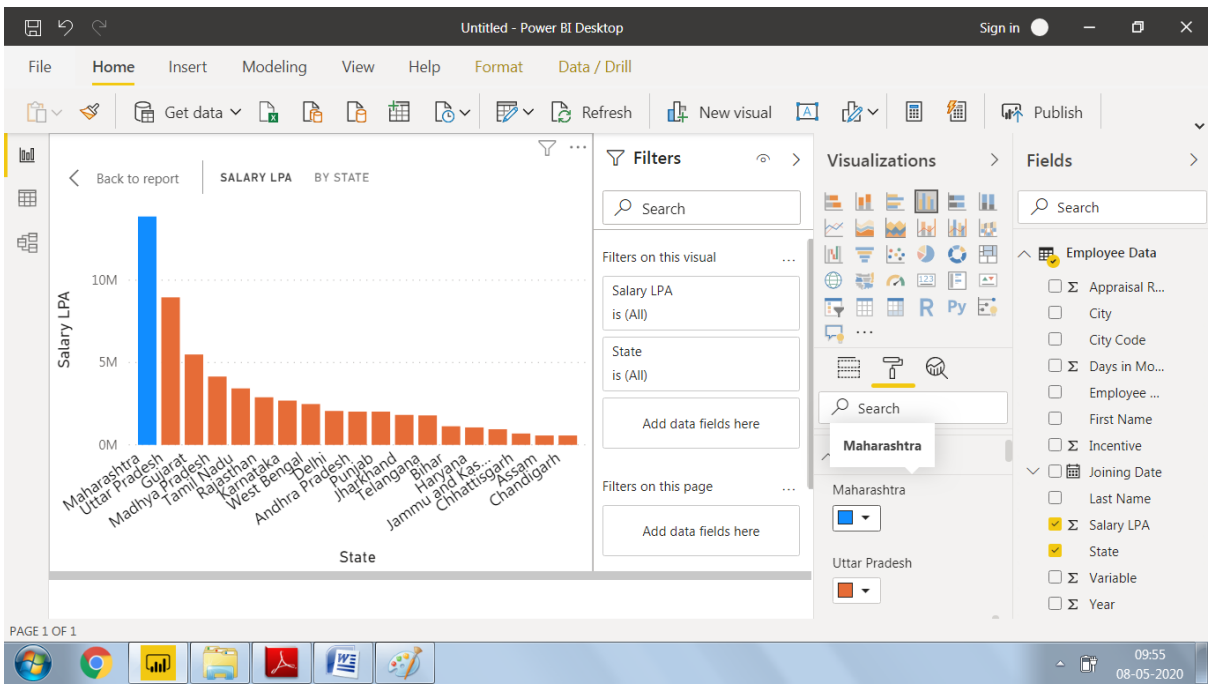 Untitled - Power BI Desktop
Sign in
File Home Insert Modeling View Help Format Data / Drill
Get data Refresh New visual A Publish
Back to report SALARY LPA BY STATE
Salary LPA
10M
5M
0M
Maharashtra
Uttar Pradesh
Gujarat
Madhya Pradesh
Tamil Nadu
Rajasthan
Karnataka
West Bengal
Delhi
Andhra Pradesh
Punjab
Jharkhand
Telangana
Bihar
Haryana
Jammu and Kas...
Chhattisgarh
Assam
Chandigarh
State
Filters
Search
Filters on this visual ...
Salary LPA
is (All)
State
is (All)
Add data fields here
Filters on this page ...
Add data fields here
Visualizations
123
R Py
...
Search
Maharashtra
Maharashtra
Uttar Pradesh
Fields
Search
Employee Data
Σ Appraisal R...
City
City Code
Σ Days in Mo...
Employee ...
First Name
Σ Incentive
Joining Date
Last Name
Σ Salary LPA
State
Σ Variable
Σ Year
PAGE 1 OF 1
09:55
08-05-2020